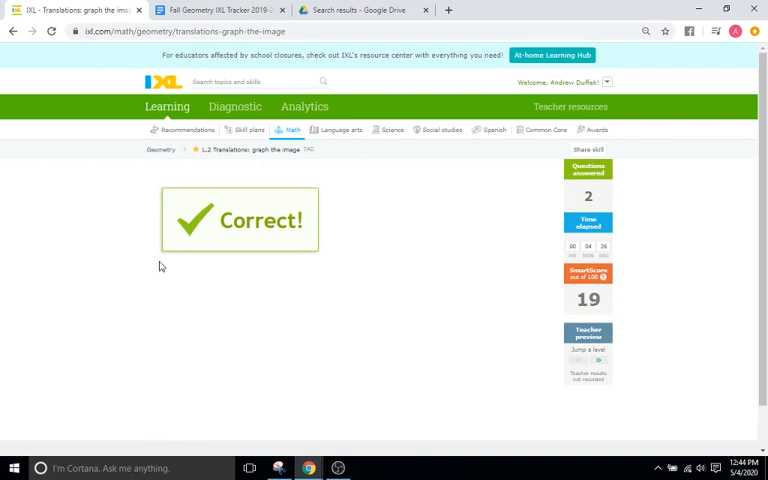 IXL - Translations: graph the ima
Fall Geometry IXL Tracker 2019-2
Search results - Google Drive
ixl.com/math/geometry/translations-graph-the-image
A
For educators affected by school closures, check out IXL's resource center with everything you need!
At-home Learning Hub
IXL
Search topics and skills
Welcome, Andrew Duffek!
Learning
Diagnostic
Analytics
Teacher resources
Recommendations
Skill plans
Math
Language arts
Science
Social studies
Spanish
Common Core
Awards
Geometry
L.2 Translations: graph the image
7AC
Share skill
Questions
answered
2
Time
elapsed
00 04 26
HR MIN SEC
SmartScore
out of 100
19
Teacher
preview
Jump a level
Teacher results
not recorded
Correct!
I'm Cortana. Ask me anything.
12:44 PM
5/4/2020